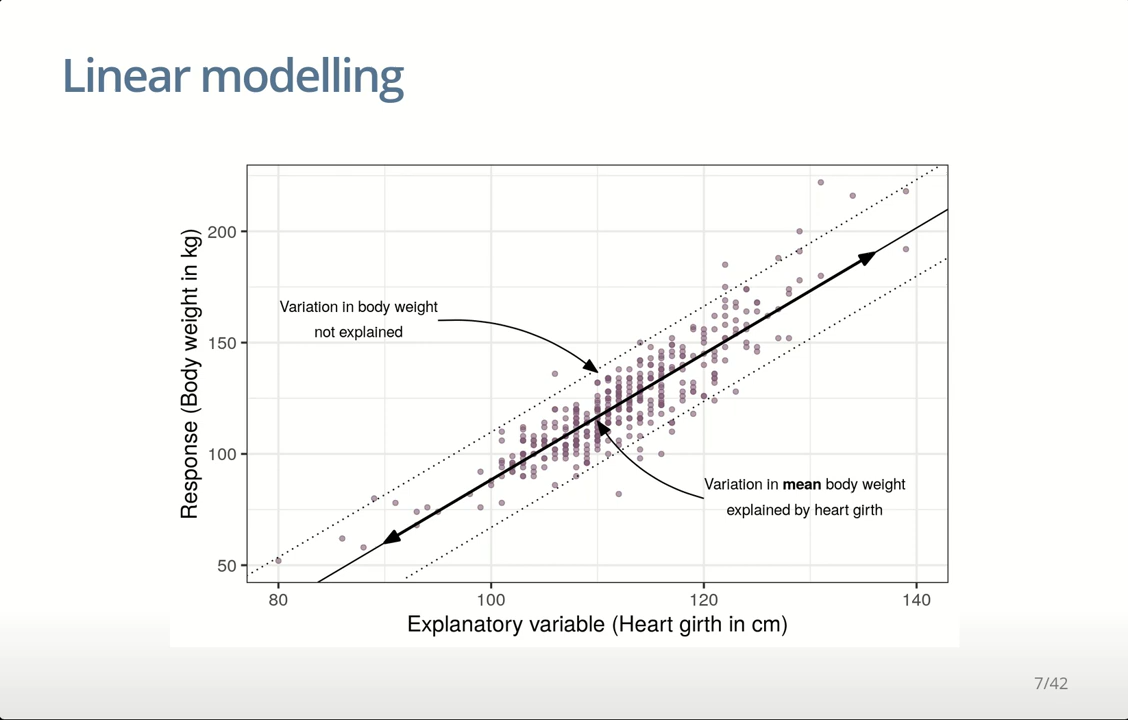 Linear modelling
200
150
100
50
Response (Body weight in kg)
Variation in body weight
not explained
Variation in mean body weight
explained by heart girth
80 100 120 140
Explanatory variable (Heart girth in cm)
7/42